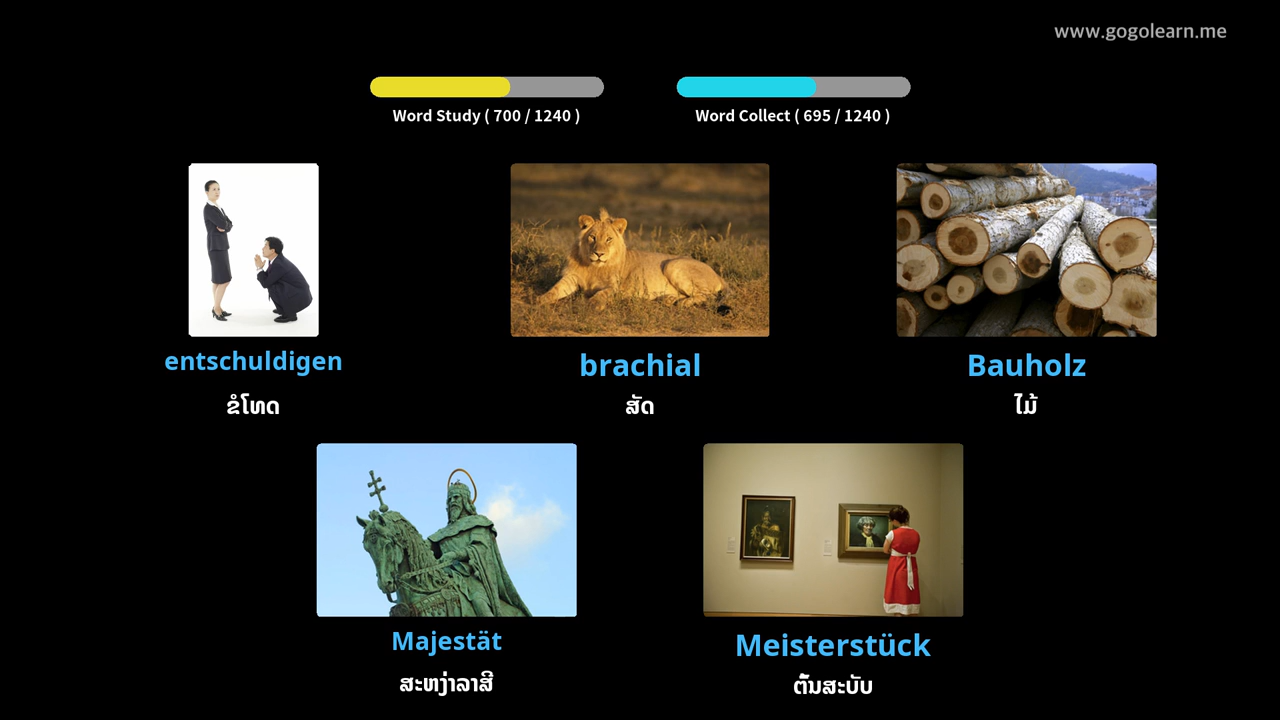 www.gogolearn.me
Word Study ( 700 / 1240 )
Word Collect ( 695 / 1240 )
entschuldigen
ຂໍໂທດ
brachial
ສັດ
Bauholz
ໄມ້
Majestät
ສະຫງ່າລາສີ
Meisterstück
ຕົ້ນສະບັບ